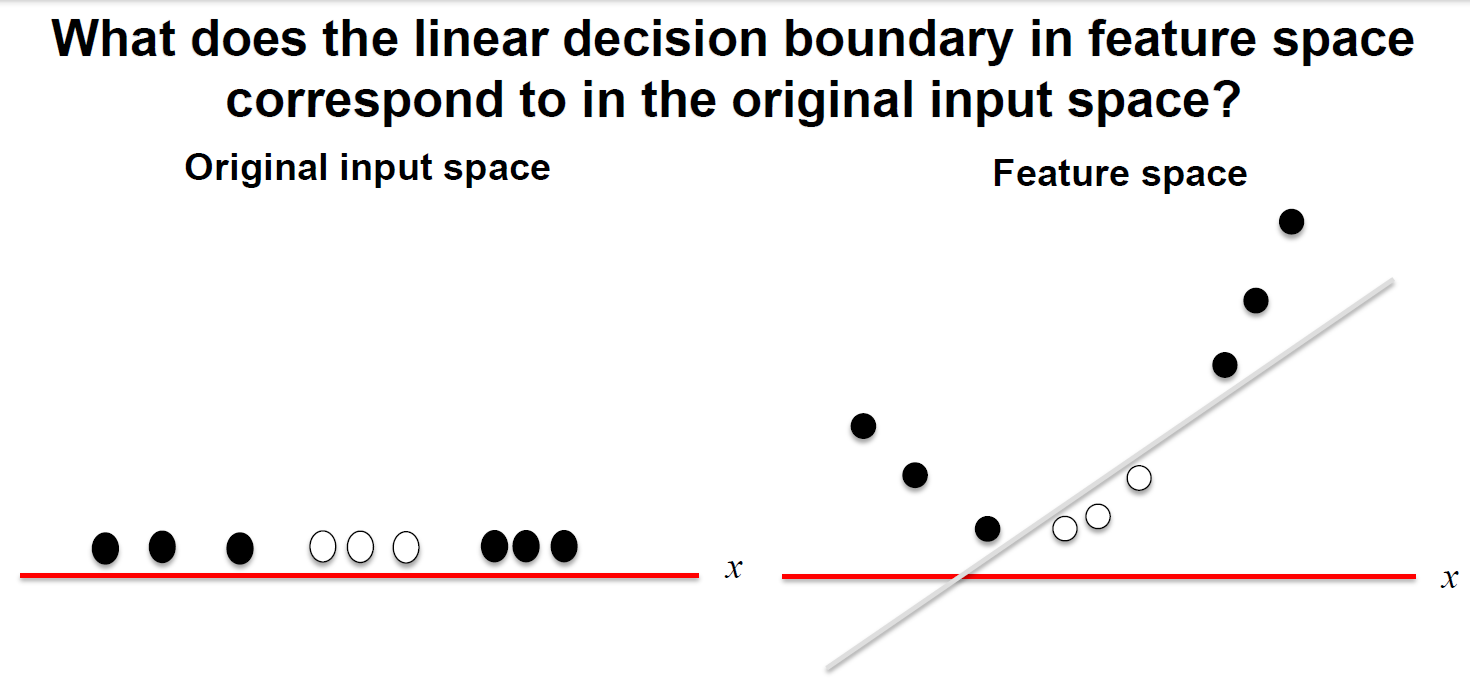 What does the linear decision boundary in feature space
correspond to in the original input space?
Original input space
Feature space
x
x